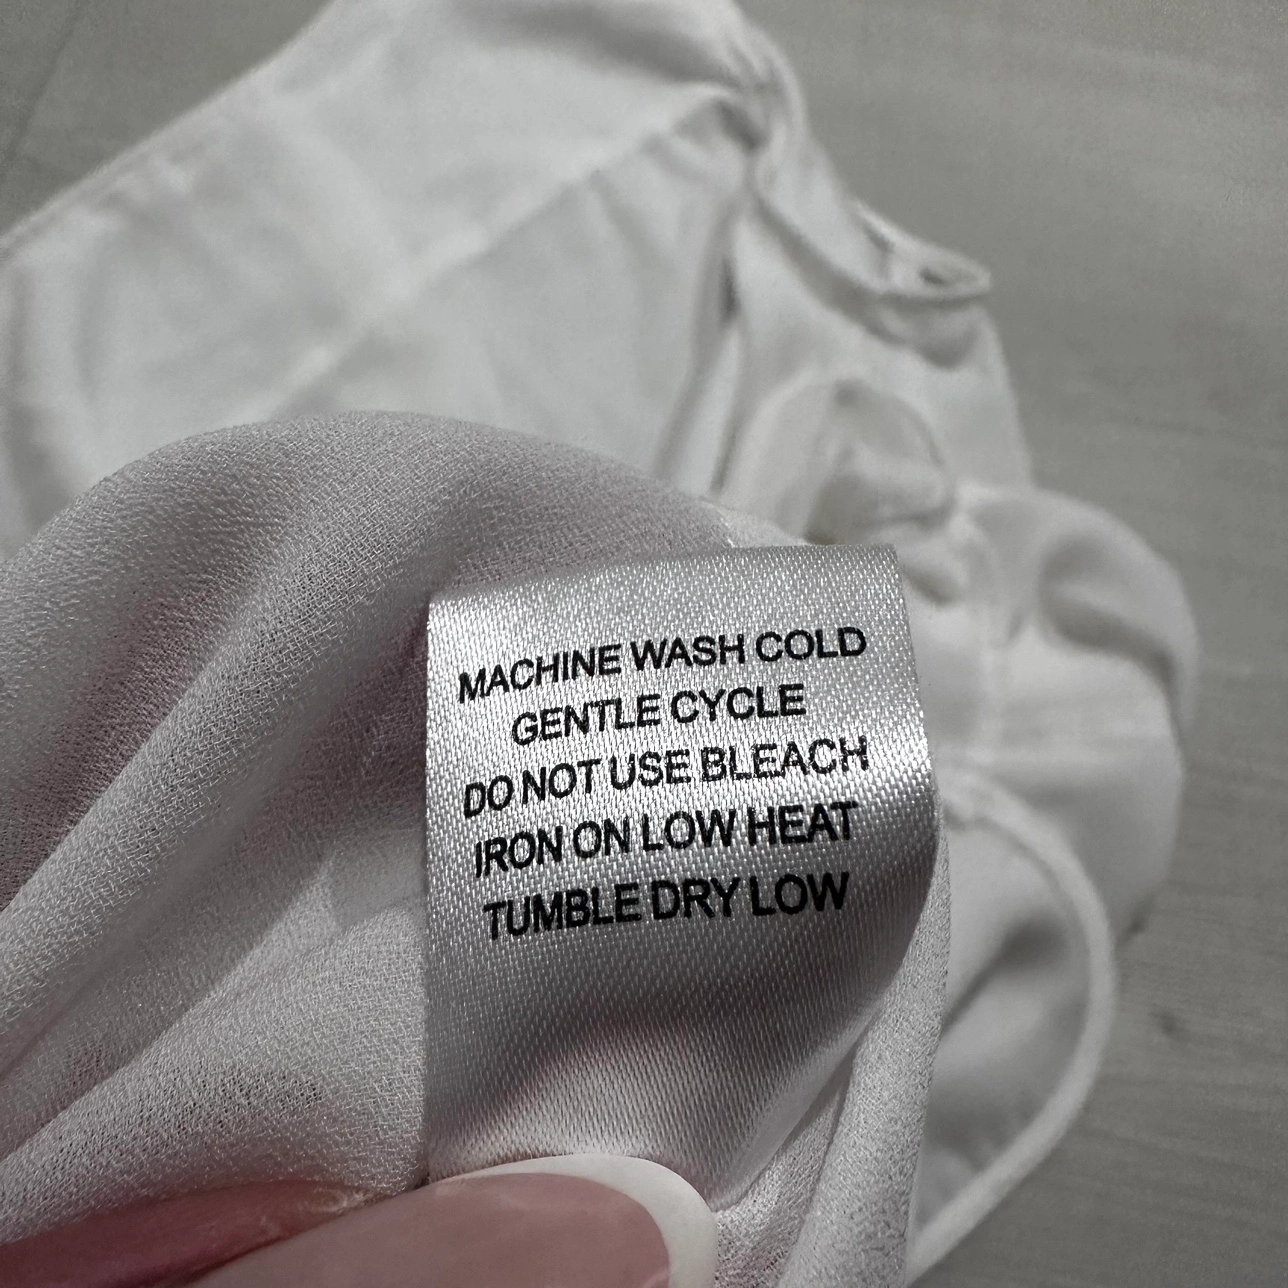 MACHINE WASH COLD
GENTLE CYCLE
DO NOT USE BLEACH
IRON ON LOW HEAT
TUMBLE DRY LOW